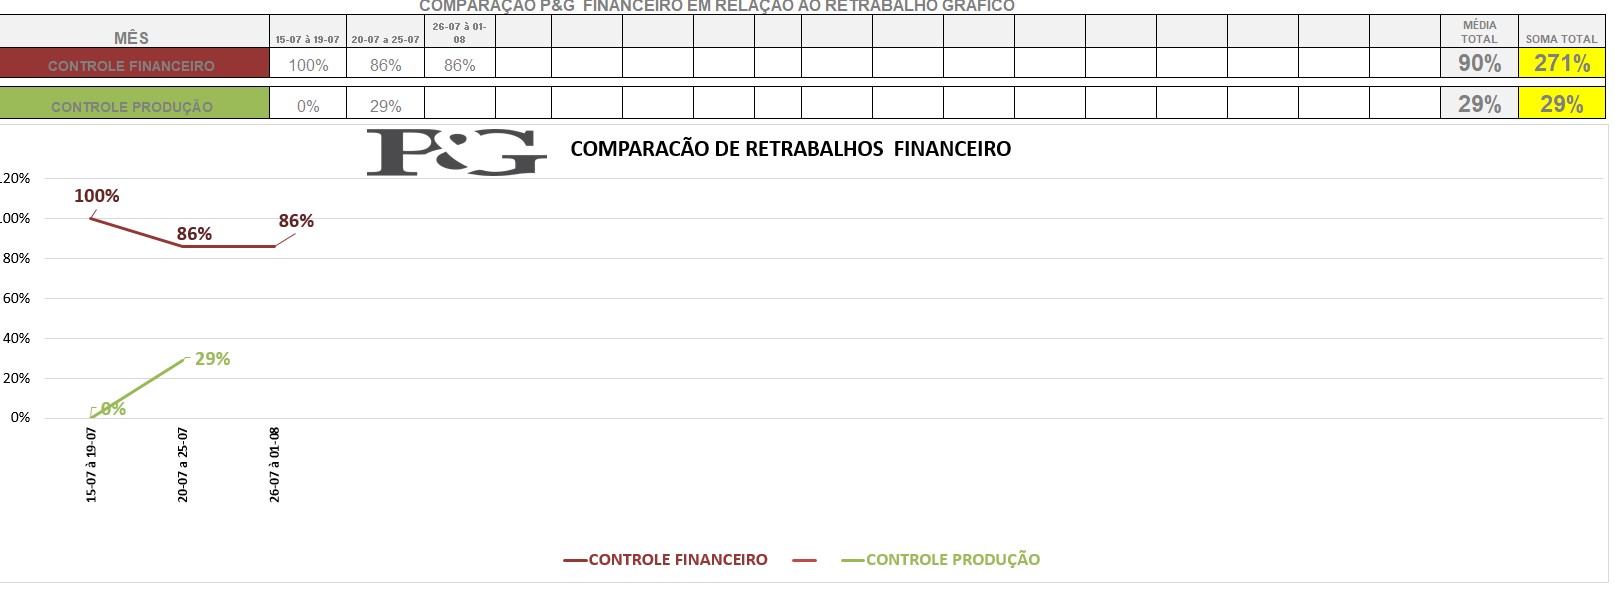 COMPARAÇÃO P&G FINANCEIRO EM RELAÇÃO AO RETRABALHO GRÁFICO
MÊS 15-07 à 19-07 20-07 a 25-07 26-07 à 01-08 MÉDIA TOTAL SOMA TOTAL
CONTROLE FINANCEIRO 100% 86% 86% 90% 271%
CONTROLE PRODUÇÃO 0% 29% 29% 29%
P&G COMPARACÃO DE RETRABALHOS FINANCEIRO
120%
100%
80%
60%
40%
20%
0%
100%
86%
86%
29%
0%
15-07 à 19-07
20-07 a 25-07
26-07 à 01-08
CONTROLE FINANCEIRO CONTROLE PRODUÇÃO